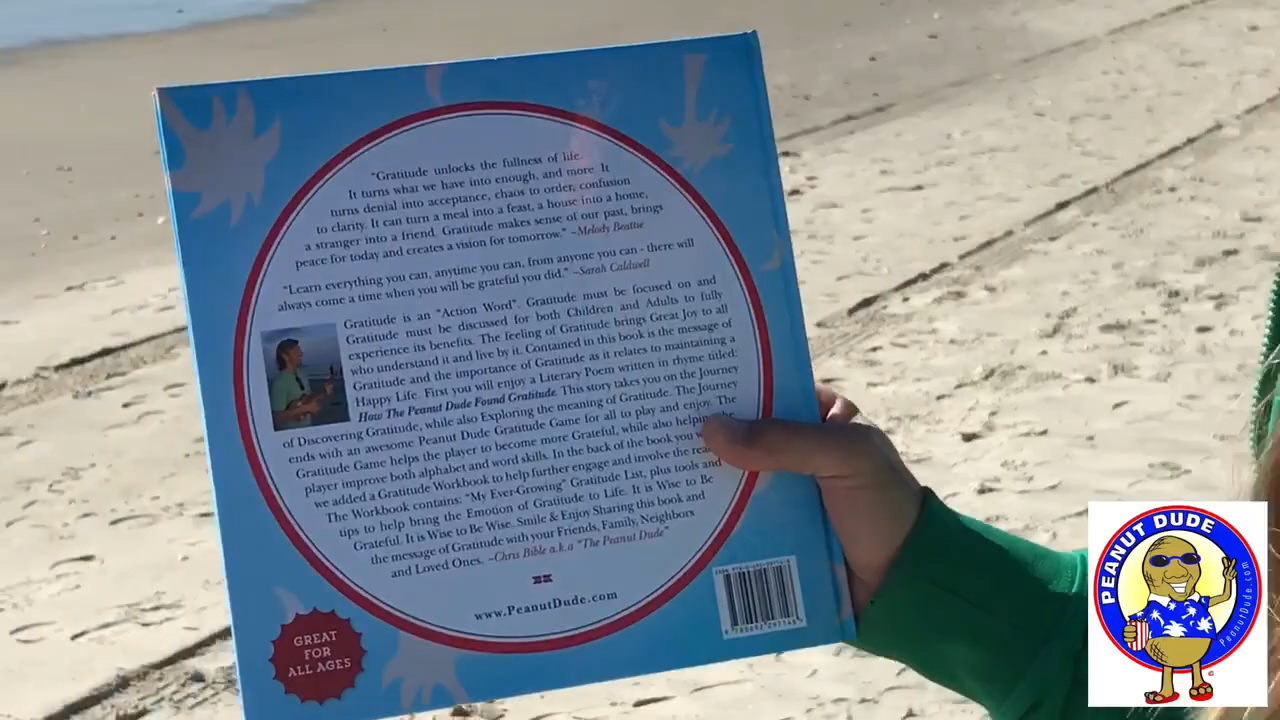 "Gratitude unlocks the fullness of life.
It turns what we have into enough, and more. It
turns denial into acceptance, chaos to order, confusion
to clarity. It can turn a meal into a feast, a house into a home,
a stranger into a friend. Gratitude makes sense of our past, brings
peace for today and creates a vision for tomorrow." –Melody Beattie
"Learn everything you can, anytime you can, from anyone you can - there will
always come a time when you will be grateful you did." –Sarah Caldwell
Gratitude is an "Action Word". Gratitude must be focused on and
Gratitude must be discussed for both Children and Adults to fully
experience its benefits. The feeling of Gratitude brings Great Joy to all
who understand it and live by it. Contained in this book is the message of
Gratitude and the importance of Gratitude as it relates to maintaining a
Happy Life. First you will enjoy a Literary Poem written in rhyme titled:
How The Peanut Dude Found Gratitude. This story takes you on the Journey
of Discovering Gratitude, while also Exploring the meaning of Gratitude. The Journey
ends with an awesome Peanut Dude Gratitude Game for all to play and enjoy. The
Gratitude Game helps the player to become more Grateful, while also helping the
player improve both alphabet and word skills. In the back of the book you
we added a Gratitude Workbook to help further engage and involve the
The Workbook contains: "My Ever-Growing" Gratitude List, plus tools and
tips to help bring the Emotion of Gratitude to Life. It is Wise to Be
Grateful. It is Wise to Be Wise. Smile & Enjoy Sharing this book and
the message of Gratitude with your Friends, Family, Neighbors
and Loved Ones. –Chris Bible a.k.a "The Peanut Dude"
www.PeanutDude.com
GREAT
FOR
ALL AGES
PEANUT DUDE
PeanutDude.com